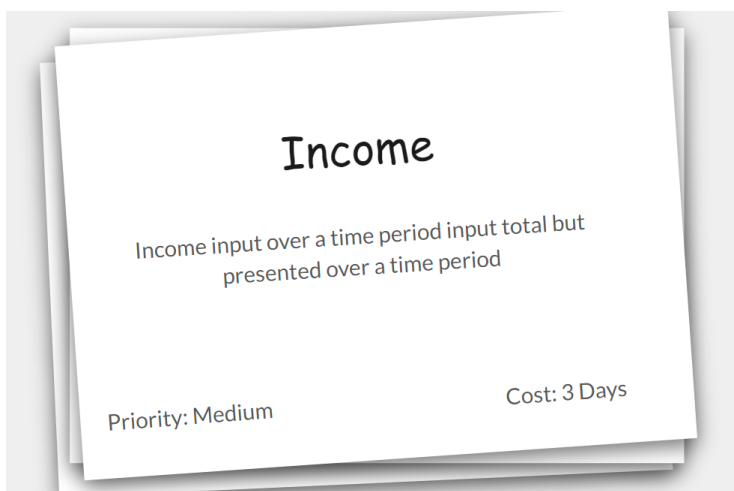 Income
Income input over a time period input total but
presented over a time period
Priority: Medium
Cost: 3 Days